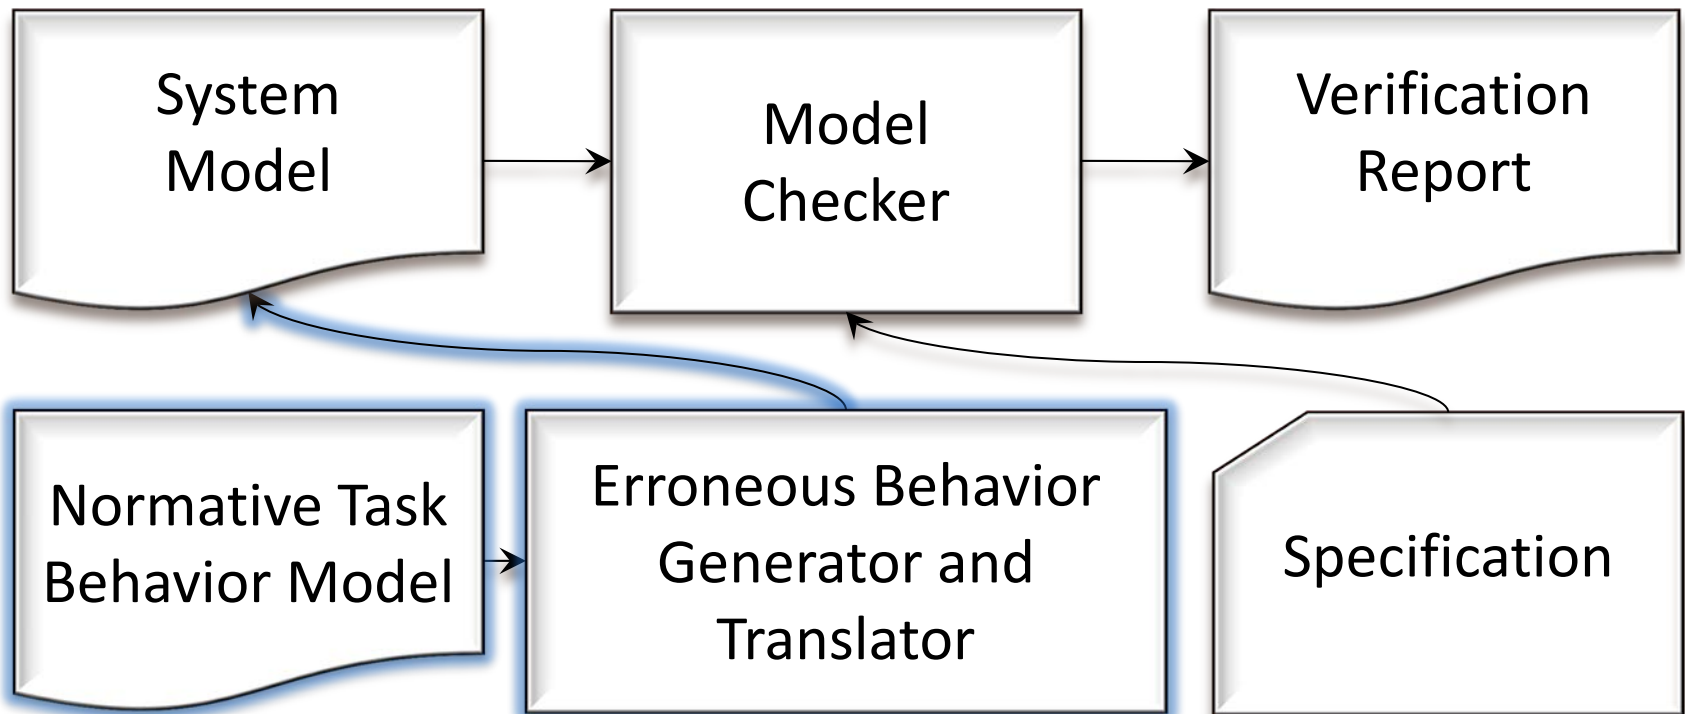 System
Model
Model
Checker
Verification
Report
Normative Task
Behavior Model
Erroneous Behavior
Generator and
Translator
Specification